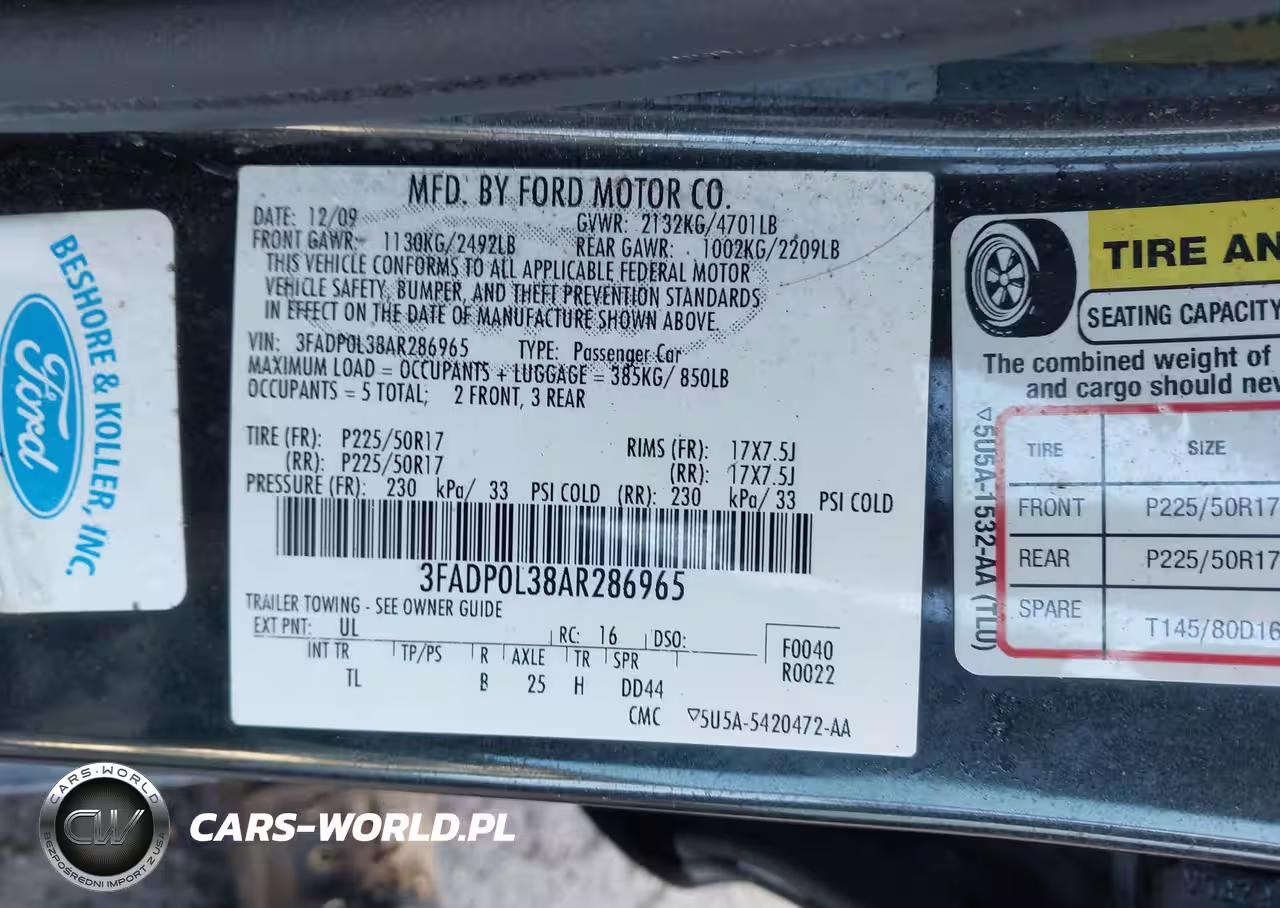 BESHORE & KOLLER, INC.
Ford
MFD. BY FORD MOTOR CO.
DATE: 12/09 GVWR: 2132KG/4701LB
FRONT GAWR: 1130KG/2492LB REAR GAWR: 1002KG/2209LB
THIS VEHICLE CONFORMS TO ALL APPLICABLE FEDERAL MOTOR
VEHICLE SAFETY, BUMPER, AND THEFT PREVENTION STANDARDS
IN EFFECT ON THE DATE OF MANUFACTURE SHOWN ABOVE.
VIN: 3FADP0L38AR286965 TYPE: Passenger Car
MAXIMUM LOAD = OCCUPANTS + LUGGAGE = 385KG/ 850LB
OCCUPANTS = 5 TOTAL; 2 FRONT, 3 REAR
TIRE (FR): P225/50R17 RIMS (FR): 17X7.5J
(RR): P225/50R17 (RR): 17X7.5J
PRESSURE (FR): 230 kPa/ 33 PSI COLD (RR): 230 kPa/ 33 PSI COLD
3FADP0L38AR286965
TRAILER TOWING - SEE OWNER GUIDE
EXT PNT: UL RC: 16 DSO:
F0040
INT TR TP/PS R AXLE TR SPR
R0022
TL B 25 H DD44
CMC ▽5U5A-5420472-AA
TIRE AN
SEATING CAPACITY
The combined weight of
and cargo should nev
▽5U5A-1532-AA (TLU)
TIRE SIZE
FRONT P225/50R17
REAR P225/50R17
SPARE T145/80D16
CARS-WORLD
CW
BEZPOŚREDNI IMPORT Z USA
CARS-WORLD.PL